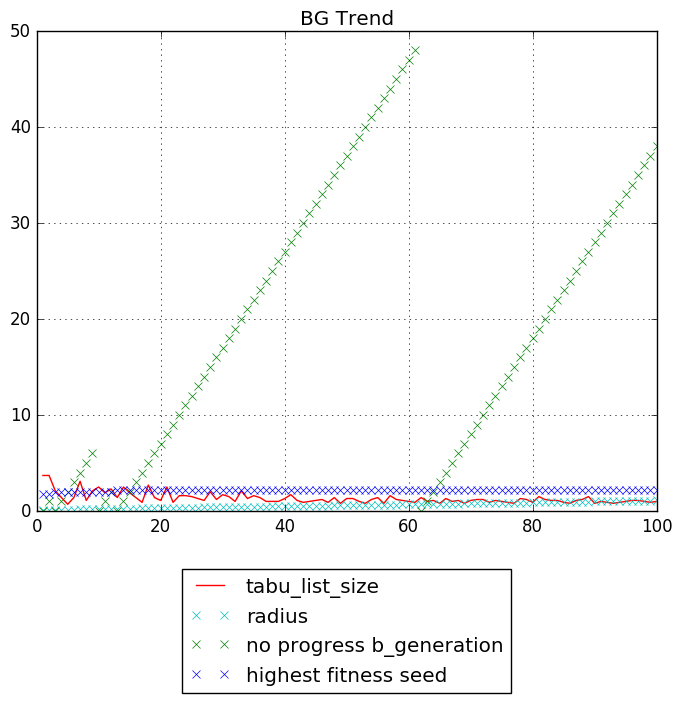 BG Trend
50
40
30
20
10
0
0 20 40 60 80 100
tabu_list_size
radius
no progress b_generation
highest fitness seed